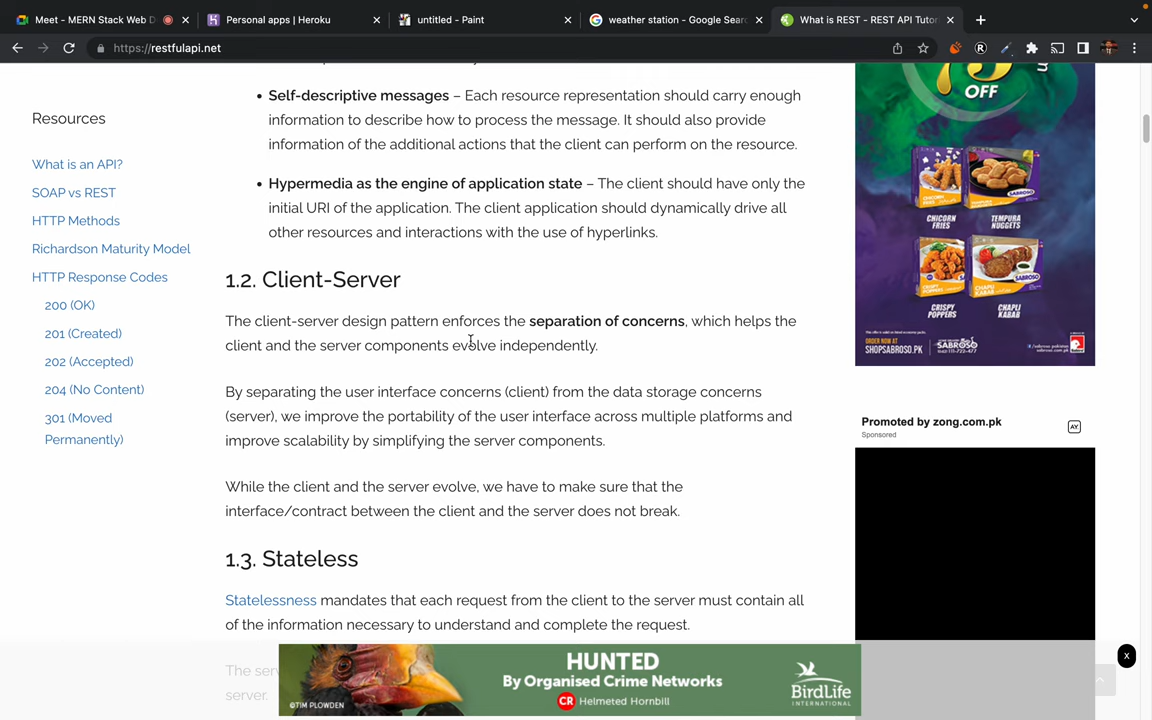 Meet - MERN Stack Web D
Personal apps | Heroku
untitled - Paint
weather station - Google Sear
What is REST - REST API Tutor
https://restfulapi.net
OFF
CHICORN FRIES
TEMPURA NUGGETS
CRISPY POPPERS
CHAPLI KABAB
ORDER NOW AT
SHOPSABROSO.PK
SABROSO
Resources
What is an API?
SOAP vs REST
HTTP Methods
Richardson Maturity Model
HTTP Response Codes
200 (OK)
201 (Created)
202 (Accepted)
204 (No Content)
301 (Moved
Permanently)
• Self-descriptive messages – Each resource representation should carry enough
information to describe how to process the message. It should also provide
information of the additional actions that the client can perform on the resource.
• Hypermedia as the engine of application state – The client should have only the
initial URI of the application. The client application should dynamically drive all
other resources and interactions with the use of hyperlinks.
1.2. Client-Server
The client-server design pattern enforces the separation of concerns, which helps the
client and the server components evolve independently.
By separating the user interface concerns (client) from the data storage concerns
(server), we improve the portability of the user interface across multiple platforms and
improve scalability by simplifying the server components.
While the client and the server evolve, we have to make sure that the
interface/contract between the client and the server does not break.
1.3. Stateless
Statelessness mandates that each request from the client to the server must contain all
of the information necessary to understand and complete the request.
The serv
server.
Promoted by zong.com.pk
Sponsored
HUNTED
By Organised Crime Networks
CR Helmeted Hornbill
©TIM PLOWDEN
BirdLife
INTERNATIONAL
X